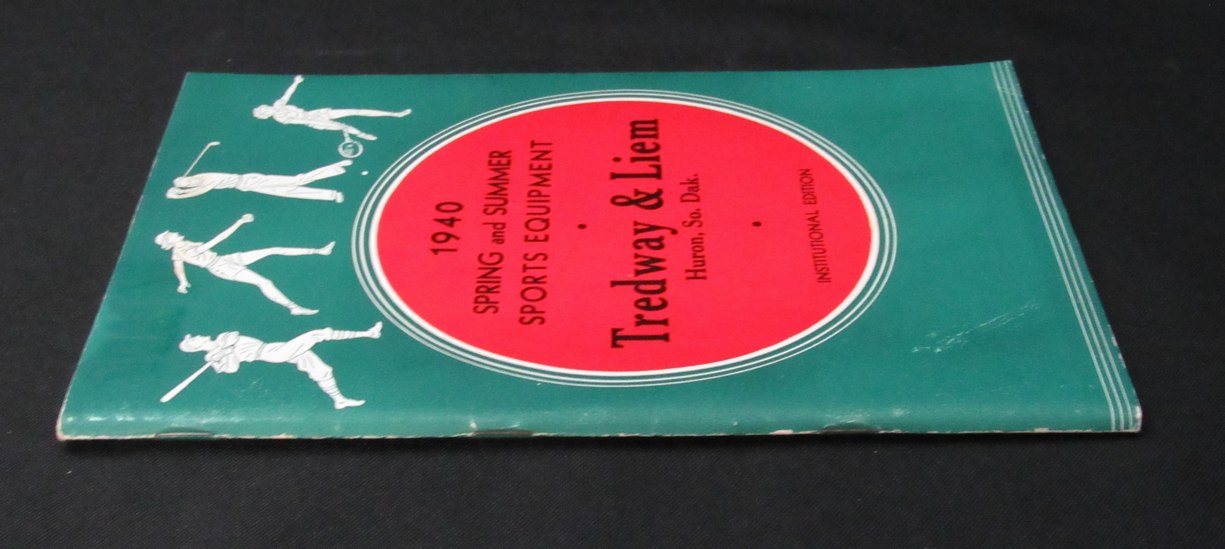 1940
SPRING and SUMMER
SPORTS EQUIPMENT
Tredway & Liem
Huron, So. Dak.
INSTITUTIONAL EDITION